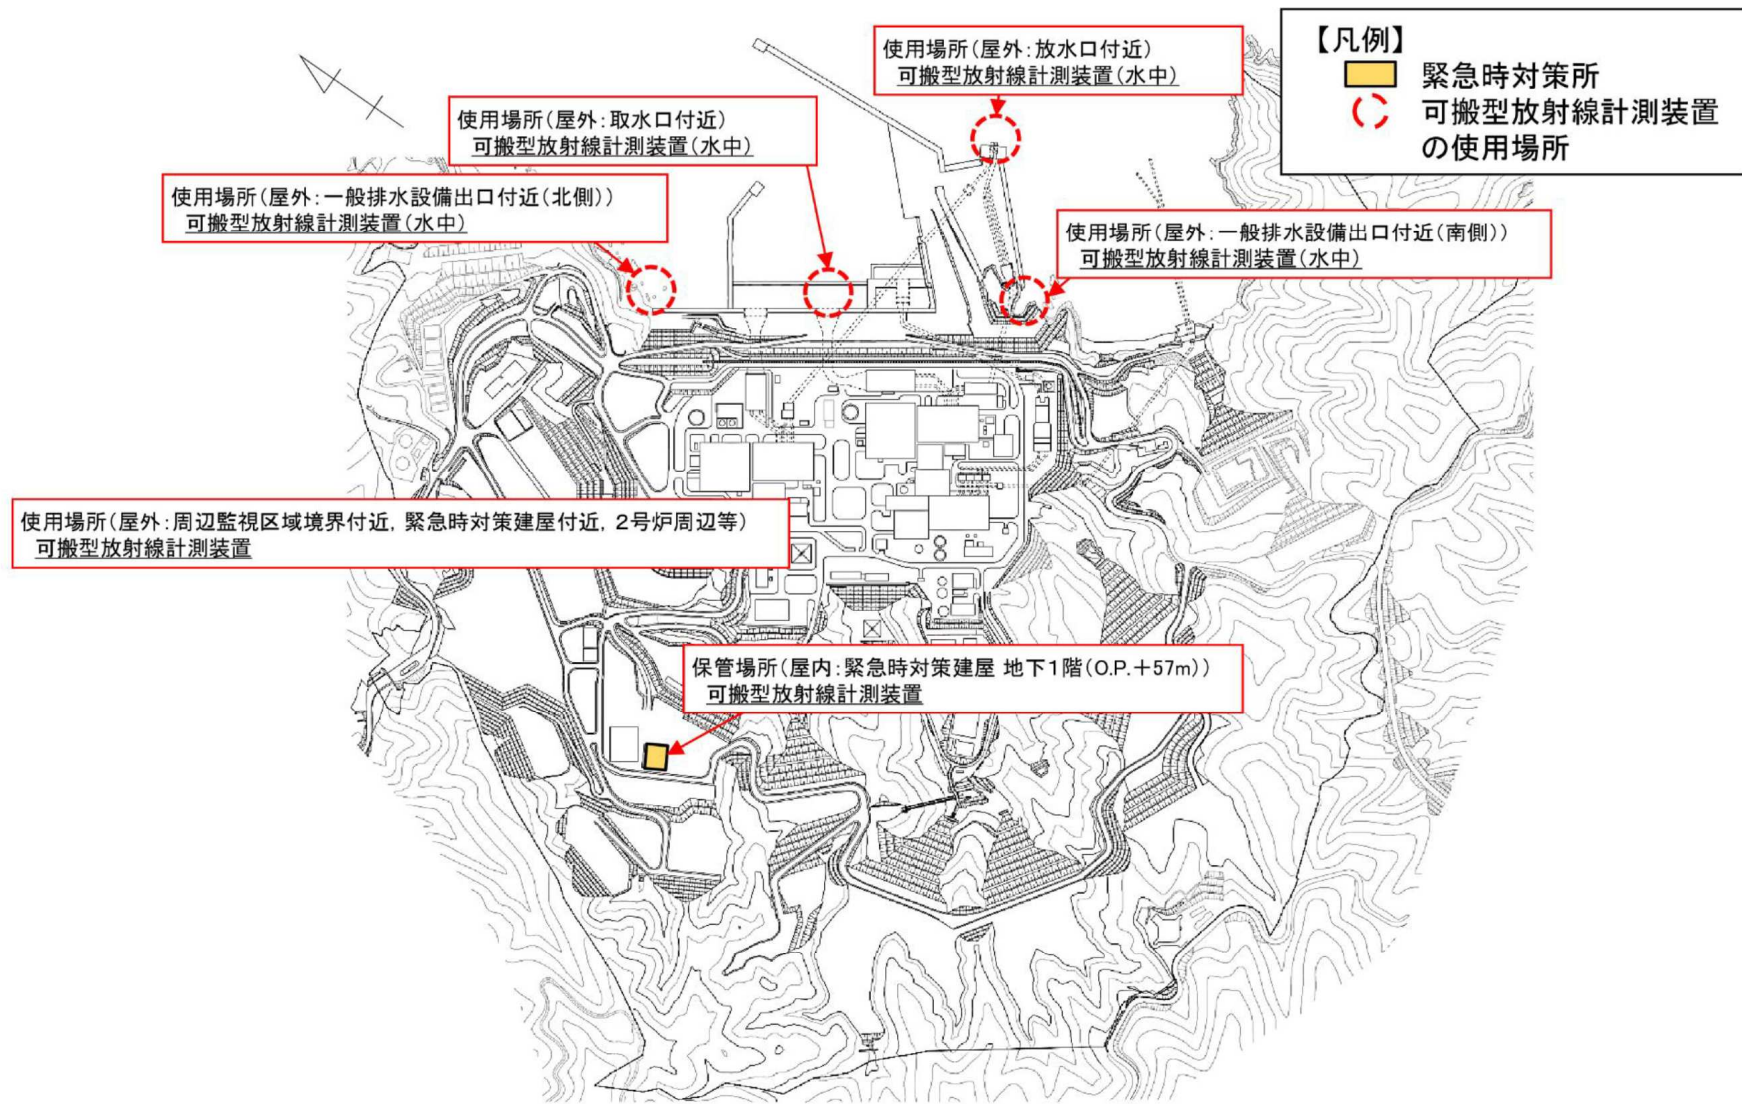 【凡例】
緊急時対策所
可搬型放射線計測装置
の使用場所
使用場所(屋外:放水口付近)
可搬型放射線計測装置(水中)
使用場所(屋外:取水口付近)
可搬型放射線計測装置(水中)
使用場所(屋外:一般排水設備出口付近(北側))
可搬型放射線計測装置(水中)
使用場所(屋外:一般排水設備出口付近(南側))
可搬型放射線計測装置(水中)
使用場所(屋外:周辺監視区域境界付近,緊急時対策建屋付近,2号炉周辺等)
可搬型放射線計測装置
保管場所(屋内:緊急時対策建屋 地下1階(O.P.+57m))
可搬型放射線計測装置